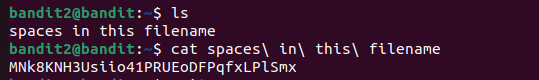 bandit2@bandit:~$ ls
spaces in this filename
bandit2@bandit:~$ cat spaces\ in\ this\ filename
MNk8KNH3Usiio41PRUEoDFPqfxLPlSmx